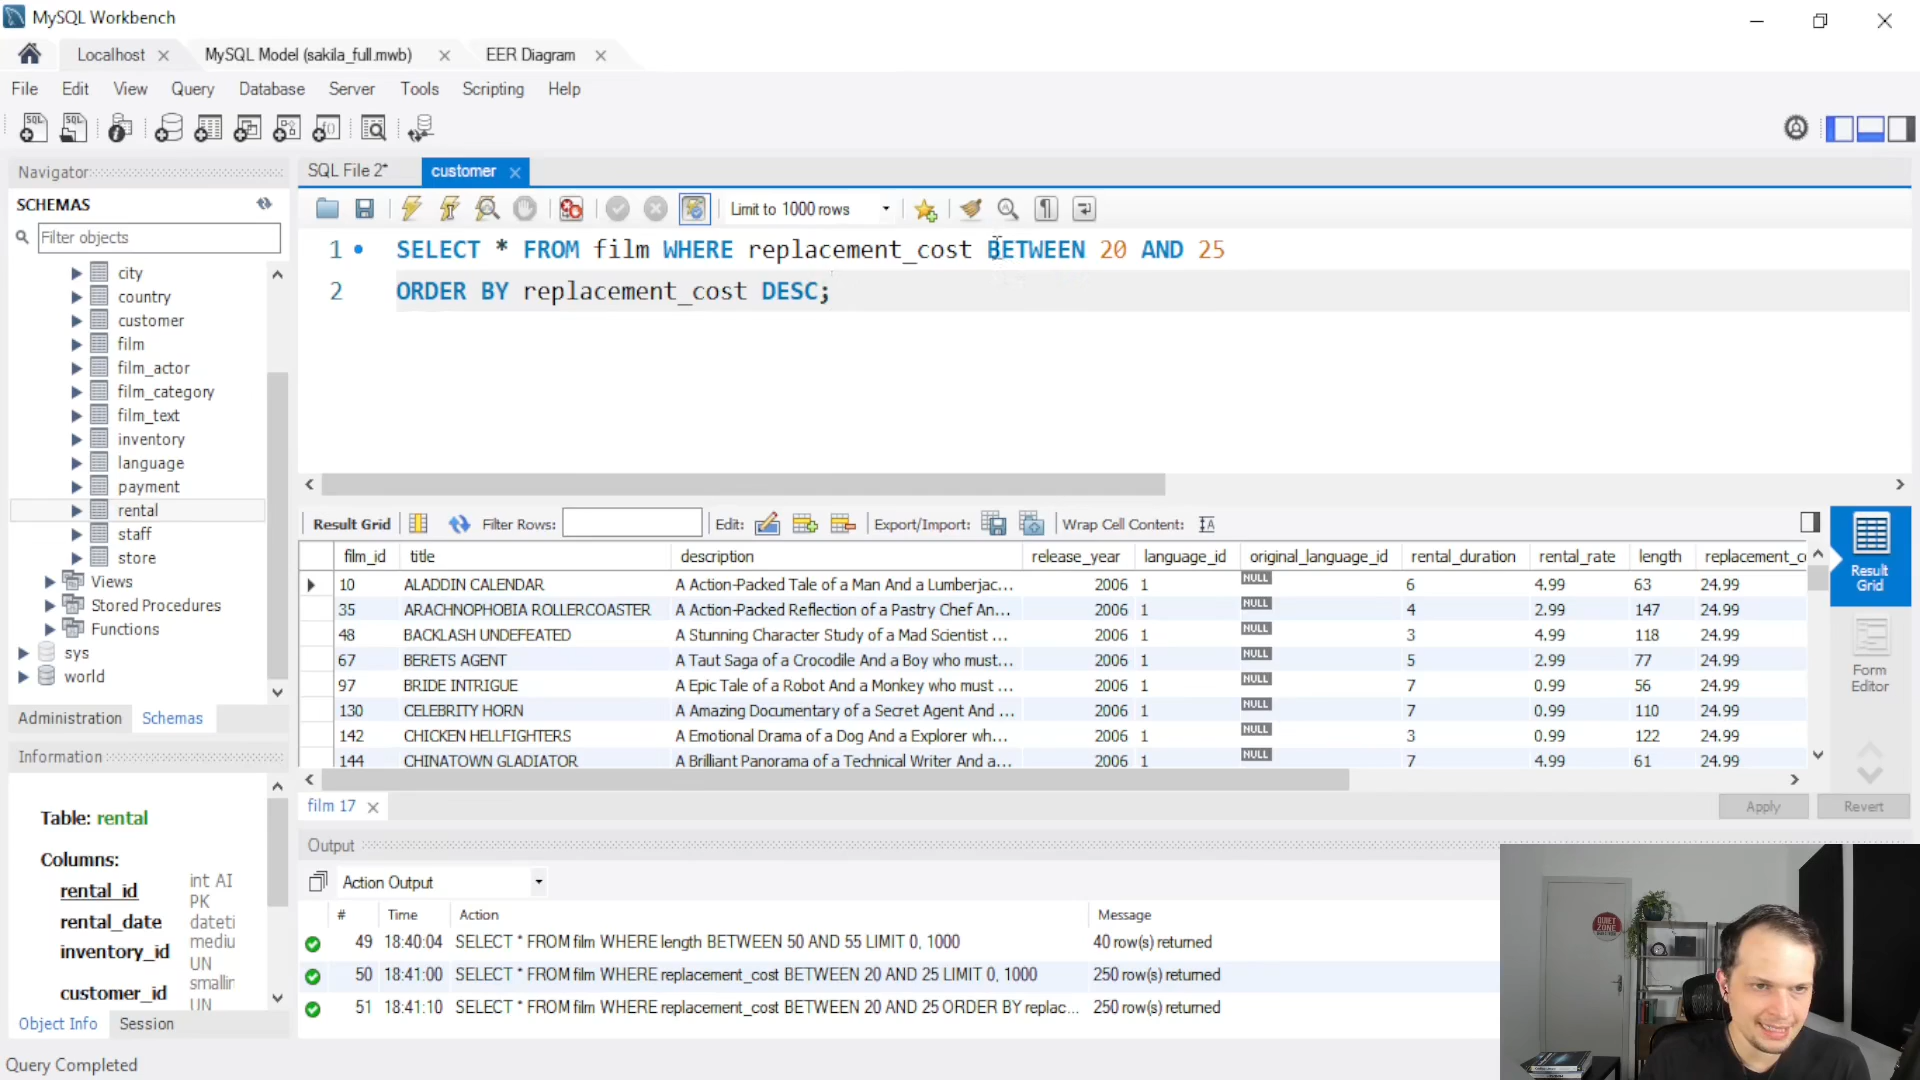 MySQL Workbench
Localhost
MySQL Model (sakila_full.mwb)
EER Diagram
File Edit View Query Database Server Tools Scripting Help
Navigator
SCHEMAS
Filter objects
city
country
customer
film
film_actor
film_category
film_text
inventory
language
payment
rental
staff
store
Views
Stored Procedures
Functions
sys
world
Administration Schemas
Information
Table: rental
Columns:
rental_id int AI
PK
rental_date dateti
inventory_id mediu
UN
customer_id smallir
UN
Object Info Session
Query Completed
SQL File 2* customer
Limit to 1000 rows
1 SELECT * FROM film WHERE replacement_cost BETWEEN 20 AND 25
2 ORDER BY replacement_cost DESC;
Result Grid Filter Rows: Edit: Export/Import: Wrap Cell Content:
film_id title description release_year language_id original_language_id rental_duration rental_rate length replacement_c
10 ALADDIN CALENDAR A Action-Packed Tale of a Man And a Lumberjac... 2006 1 NULL 6 4.99 63 24.99
35 ARACHNOPHOBIA ROLLERCOASTER A Action-Packed Reflection of a Pastry Chef An... 2006 1 NULL 4 2.99 147 24.99
48 BACKLASH UNDEFEATED A Stunning Character Study of a Mad Scientist ... 2006 1 NULL 3 4.99 118 24.99
67 BERETS AGENT A Taut Saga of a Crocodile And a Boy who must... 2006 1 NULL 5 2.99 77 24.99
97 BRIDE INTRIGUE A Epic Tale of a Robot And a Monkey who must ... 2006 1 NULL 7 0.99 56 24.99
130 CELEBRITY HORN A Amazing Documentary of a Secret Agent And ... 2006 1 NULL 7 0.99 110 24.99
142 CHICKEN HELLFIGHTERS A Emotional Drama of a Dog And a Explorer wh... 2006 1 NULL 3 0.99 122 24.99
144 CHINATOWN GLADIATOR A Brilliant Panorama of a Technical Writer And a... 2006 1 NULL 7 4.99 61 24.99
Result
Grid
Form
Editor
film 17
Apply Revert
Output
Action Output
# Time Action Message
49 18:40:04 SELECT * FROM film WHERE length BETWEEN 50 AND 55 LIMIT 0, 1000 40 row(s) returned
50 18:41:00 SELECT * FROM film WHERE replacement_cost BETWEEN 20 AND 25 LIMIT 0, 1000 250 row(s) returned
51 18:41:10 SELECT * FROM film WHERE replacement_cost BETWEEN 20 AND 25 ORDER BY replac... 250 row(s) returned
QUIET
ZONE